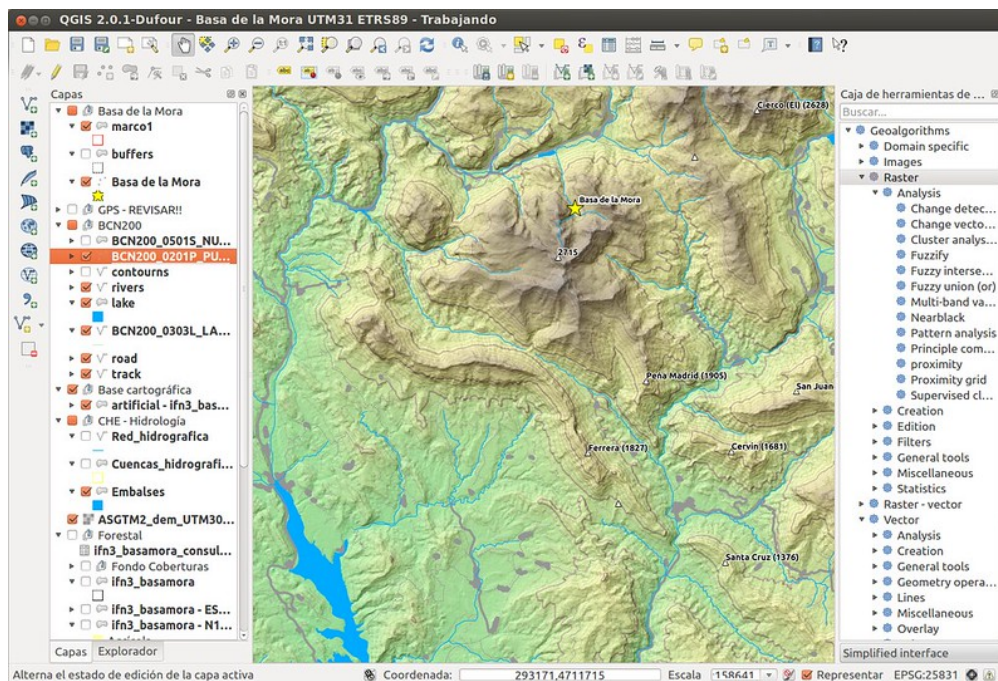 QGIS 2.0.1-Dufour - Basa de la Mora UTM31 ETRS89 - Trabajando
Capas
Basa de la Mora
marco1
buffers
Basa de la Mora
GPS - REVISAR!!
BCN200
BCN200_0501S_NU...
BCN200_0201P_PU...
contourns
rivers
lake
BCN200_0303L_LA...
road
track
Base cartográfica
artificial - ifn3_bas...
CHE - Hidrología
Red_hidrografica
Cuencas_hidrografi...
Embalses
ASGTM2_dem_UTM30...
Forestal
ifn3_basamora_consul...
Fondo Coberturas
ifn3_basamora
ifn3_basamora - ES...
ifn3_basamora - N1...
Capas
Explorador
Cierco (El) (2628)
Basa de la Mora
2715
Peña Madrid (1905)
San Juan
Ferrera (1827)
Cervin (1681)
Santa Cruz (1376)
Caja de herramientas de ...
Buscar...
Geoalgorithms
Domain specific
Images
Raster
Analysis
Change detec...
Change vecto...
Cluster analys...
Fuzzify
Fuzzy interse...
Fuzzy union (or)
Multi-band va...
Nearblack
Pattern analysis
Principle com...
proximity
Proximity grid
Supervised cl...
Creation
Edition
Filters
General tools
Miscellaneous
Statistics
Raster - vector
Vector
Analysis
Creation
General tools
Geometry opera...
Lines
Miscellaneous
Overlay
Simplified interface
Alterna el estado de edición de la capa activa
Coordenada:
293171,4711715
Escala
1:158641
Representar
EPSG:25831